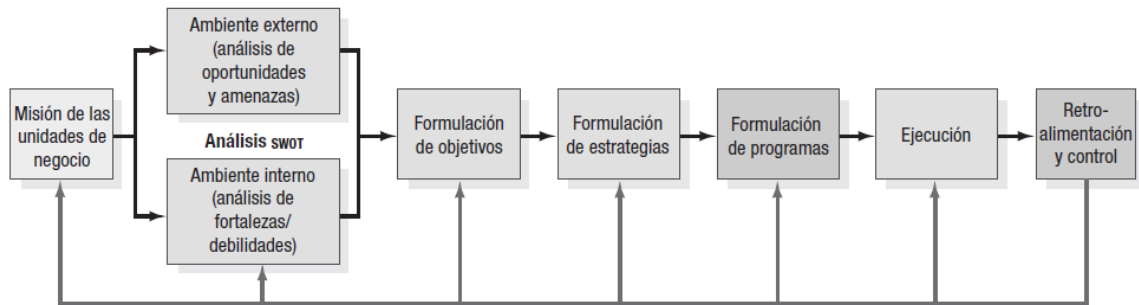 Misión de las
unidades de
negocio
Ambiente externo
(análisis de
oportunidades
y amenazas)
Análisis SWOT
Ambiente interno
(análisis de
fortalezas/
debilidades)
Formulación
de objetivos
Formulación
de estrategias
Formulación
de programas
Ejecución
Retro-
alimentación
y control